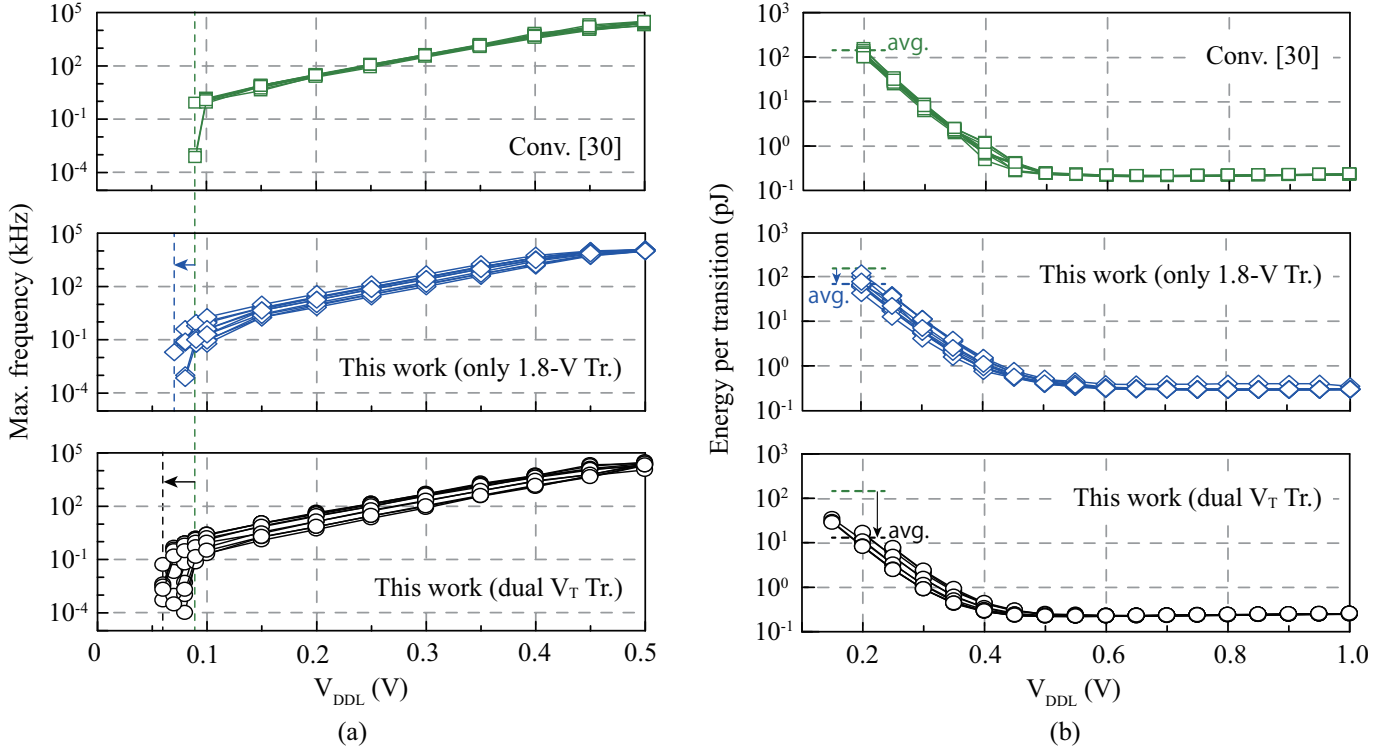 Max. frequency (kHz)
10^5
10^2
10^-1
10^-4
Conv. [30]
10^5
10^2
10^-1
10^-4
This work (only 1.8-V Tr.)
10^5
10^2
10^-1
10^-4
This work (dual V_T Tr.)
0 0.1 0.2 0.3 0.4 0.5
V_DDL (V)
(a)
Energy per transition (pJ)
10^3
10^2
10^1
10^0
10^-1
avg.
Conv. [30]
10^3
10^2
10^1
10^0
10^-1
avg.
This work (only 1.8-V Tr.)
10^3
10^2
10^1
10^0
10^-1
avg.
This work (dual V_T Tr.)
0.2 0.4 0.6 0.8 1.0
V_DDL (V)
(b)